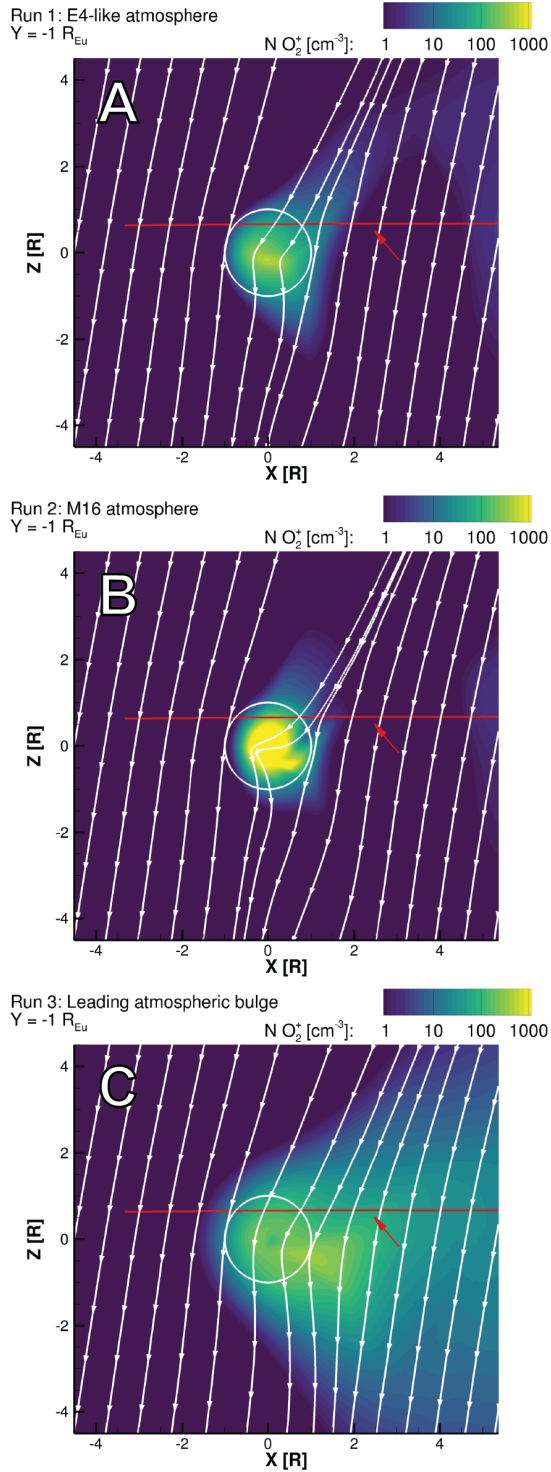 Run 1: E4-like atmosphere
Y = -1 R_Eu
N O₂⁺ [cm⁻³]:
1 10 100 1000
A
4
2
0
-2
-4
Z [R]
-4 -2 0 2 4
X [R]
Run 2: M16 atmosphere
Y = -1 R_Eu
N O₂⁺ [cm⁻³]:
1 10 100 1000
B
4
2
0
-2
-4
Z [R]
-4 -2 0 2 4
X [R]
Run 3: Leading atmospheric bulge
Y = -1 R_Eu
N O₂⁺ [cm⁻³]:
1 10 100 1000
C
4
2
0
-2
-4
Z [R]
-4 -2 0 2 4
X [R]